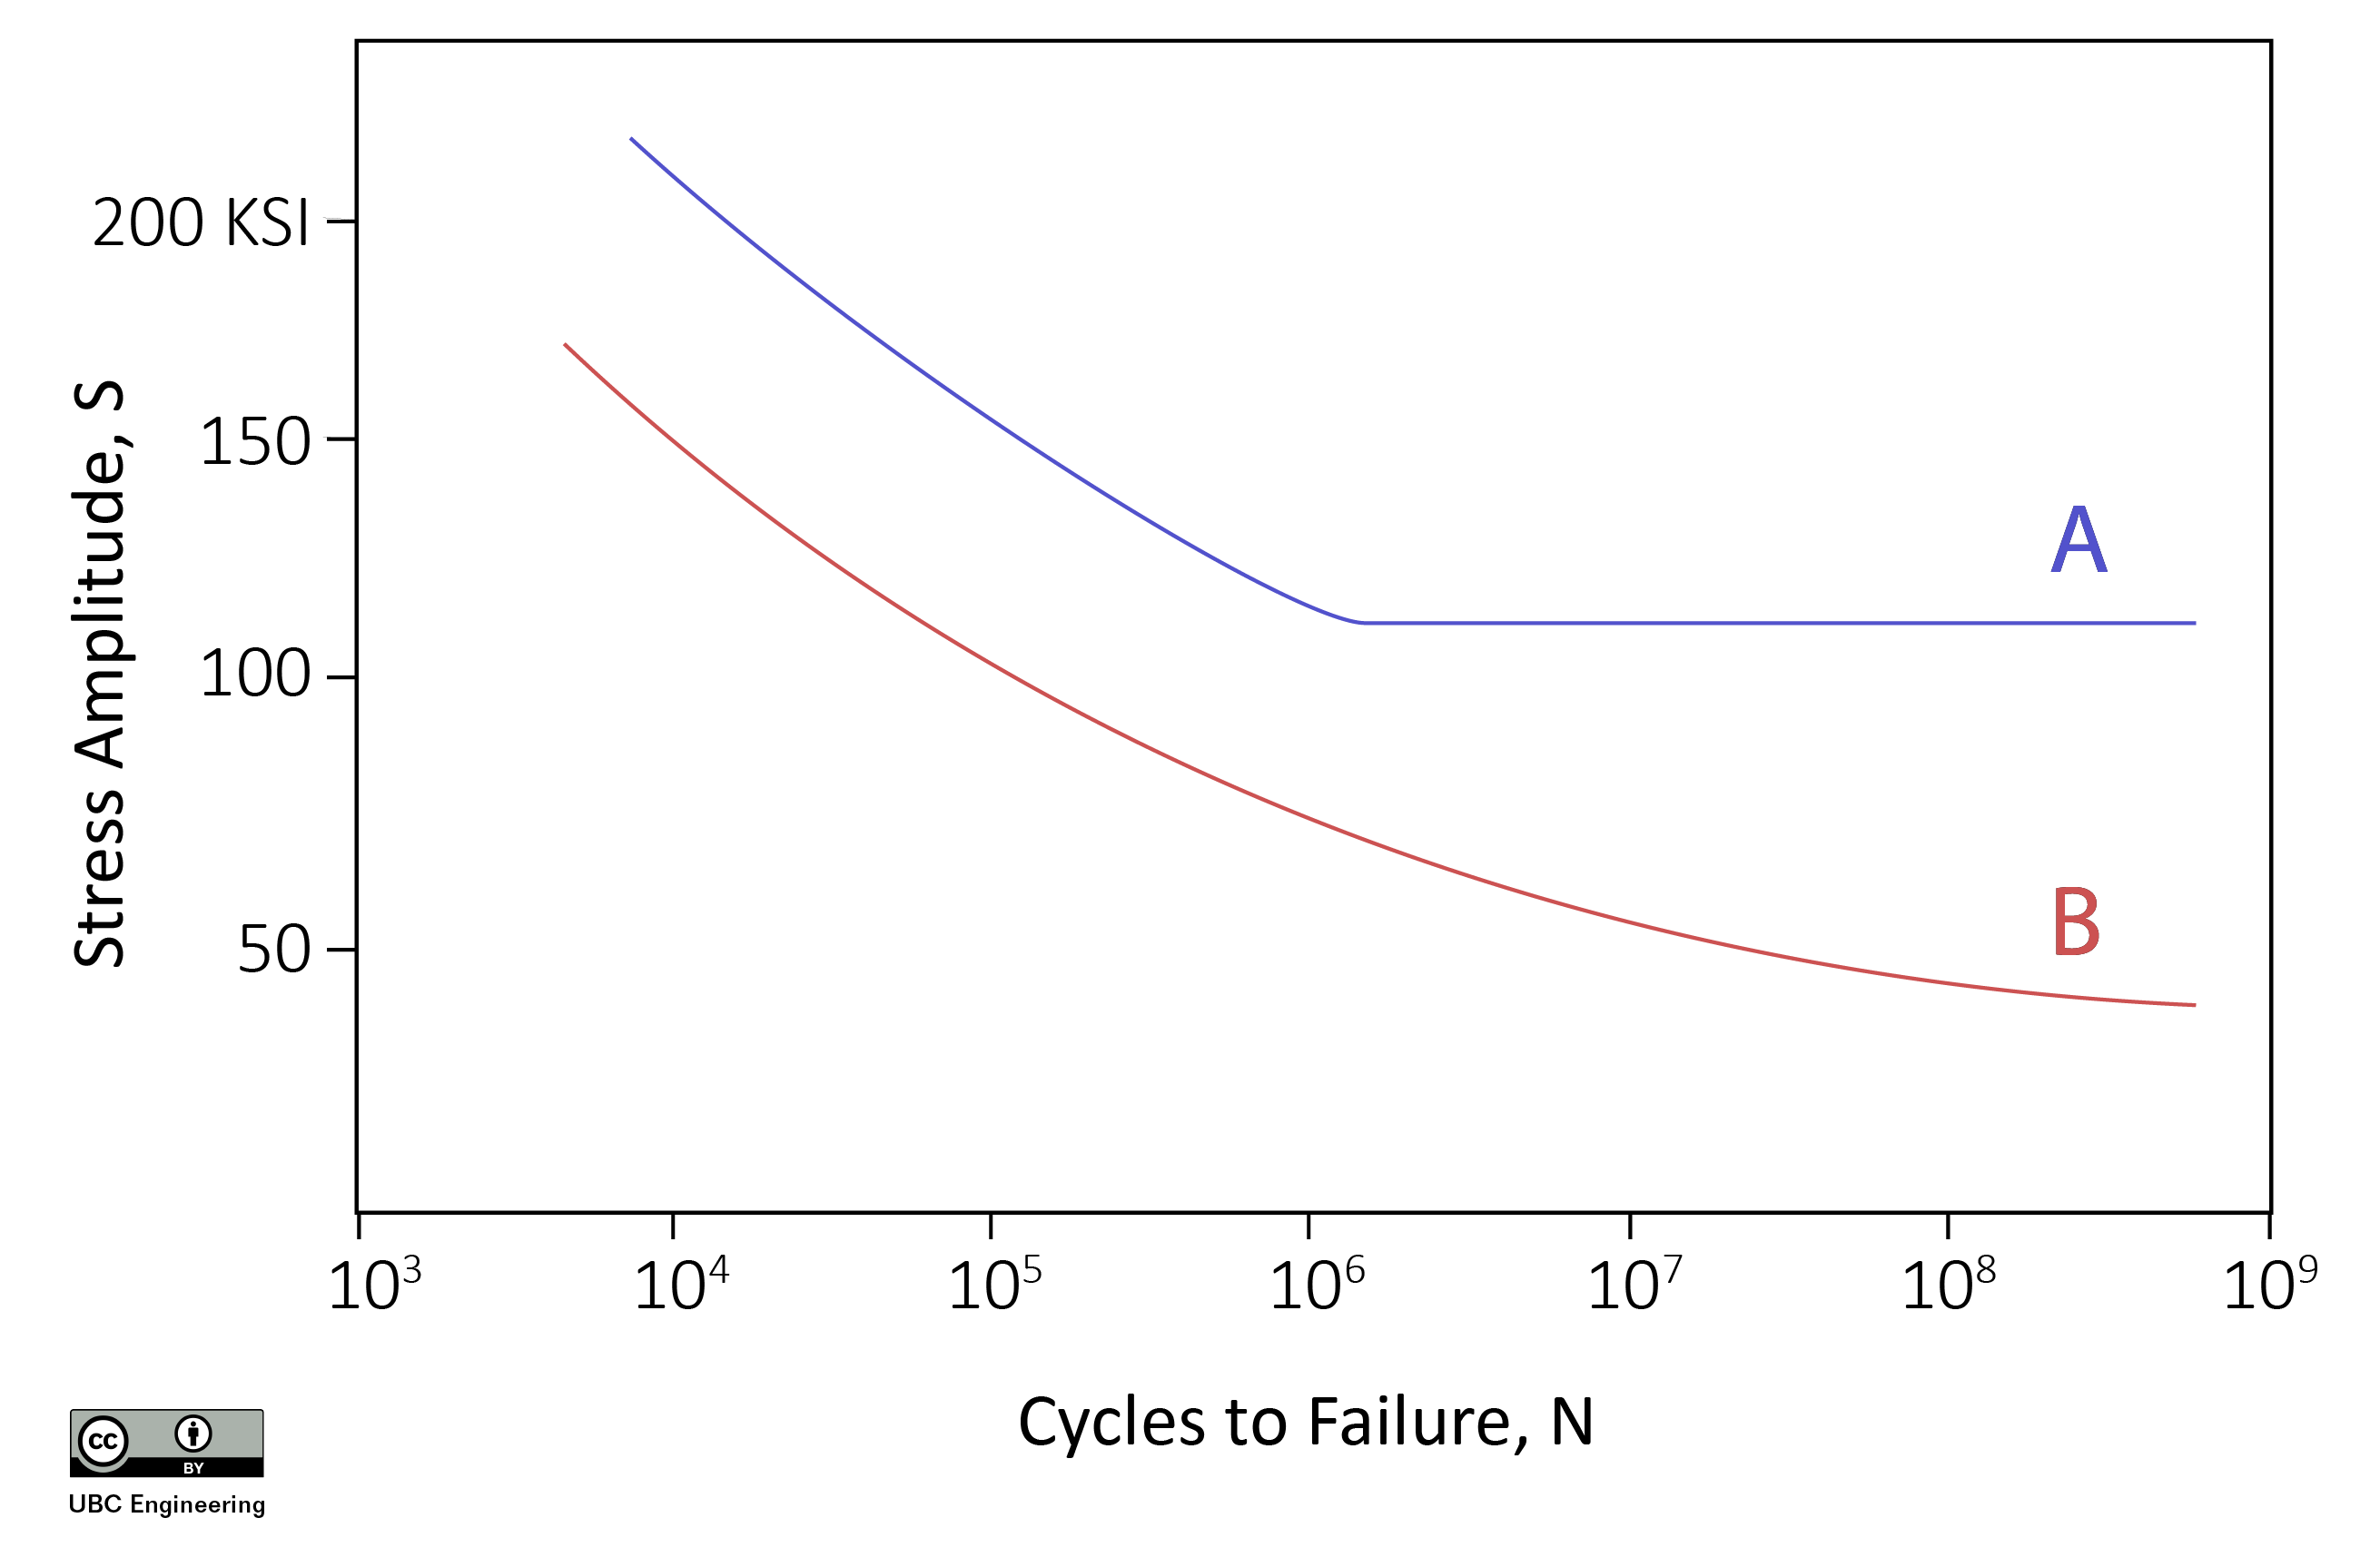 200 KSI
150
100
50
Stress Amplitude, S
A
B
10³ 10⁴ 10⁵ 10⁶ 10⁷ 10⁸ 10⁹
Cycles to Failure, N
cc
BY
UBC Engineering